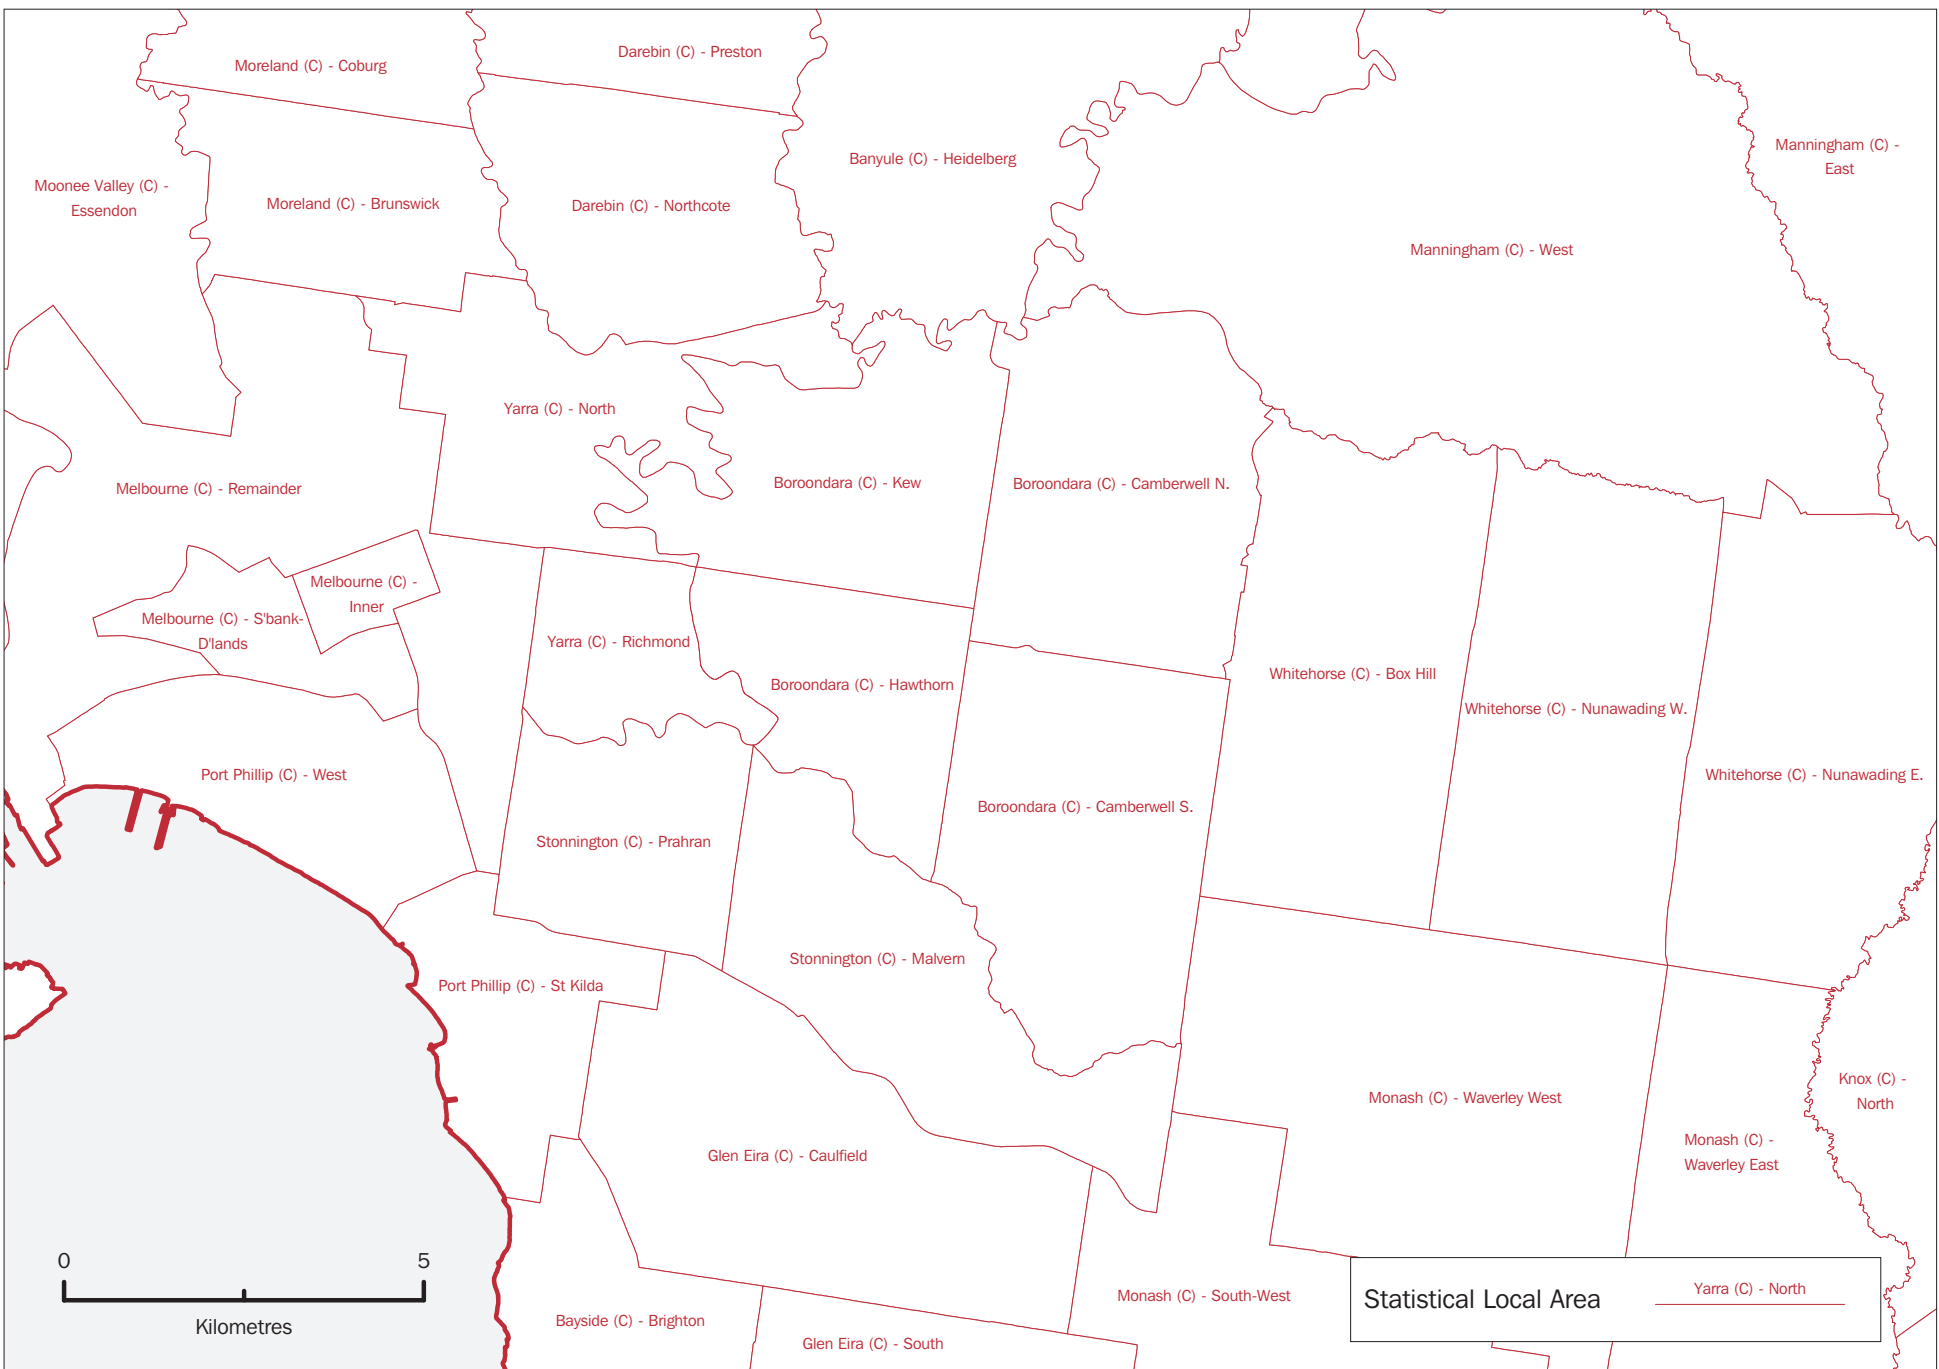 Moreland (C) - Coburg
Darebin (C) - Preston
Manningham (C) -
East
Banyule (C) - Heidelberg
Moonee Valley (C) -
Essendon
Moreland (C) - Brunswick
Darebin (C) - Northcote
Manningham (C) - West
Yarra (C) - North
Melbourne (C) - Remainder
Boroondara (C) - Kew
Boroondara (C) - Camberwell N.
Melbourne (C) -
Inner
Melbourne (C) - S'bank-
D'lands
Yarra (C) - Richmond
Boroondara (C) - Hawthorn
Whitehorse (C) - Box Hill
Whitehorse (C) - Nunawading W.
Port Phillip (C) - West
Whitehorse (C) - Nunawading E.
Boroondara (C) - Camberwell S.
Stonnington (C) - Prahran
Stonnington (C) - Malvern
Port Phillip (C) - St Kilda
Knox (C) -
North
Monash (C) - Waverley West
Monash (C) -
Waverley East
Glen Eira (C) - Caulfield
0 5
Kilometres
Monash (C) - South-West
Bayside (C) - Brighton
Glen Eira (C) - South
Statistical Local Area
Yarra (C) - North